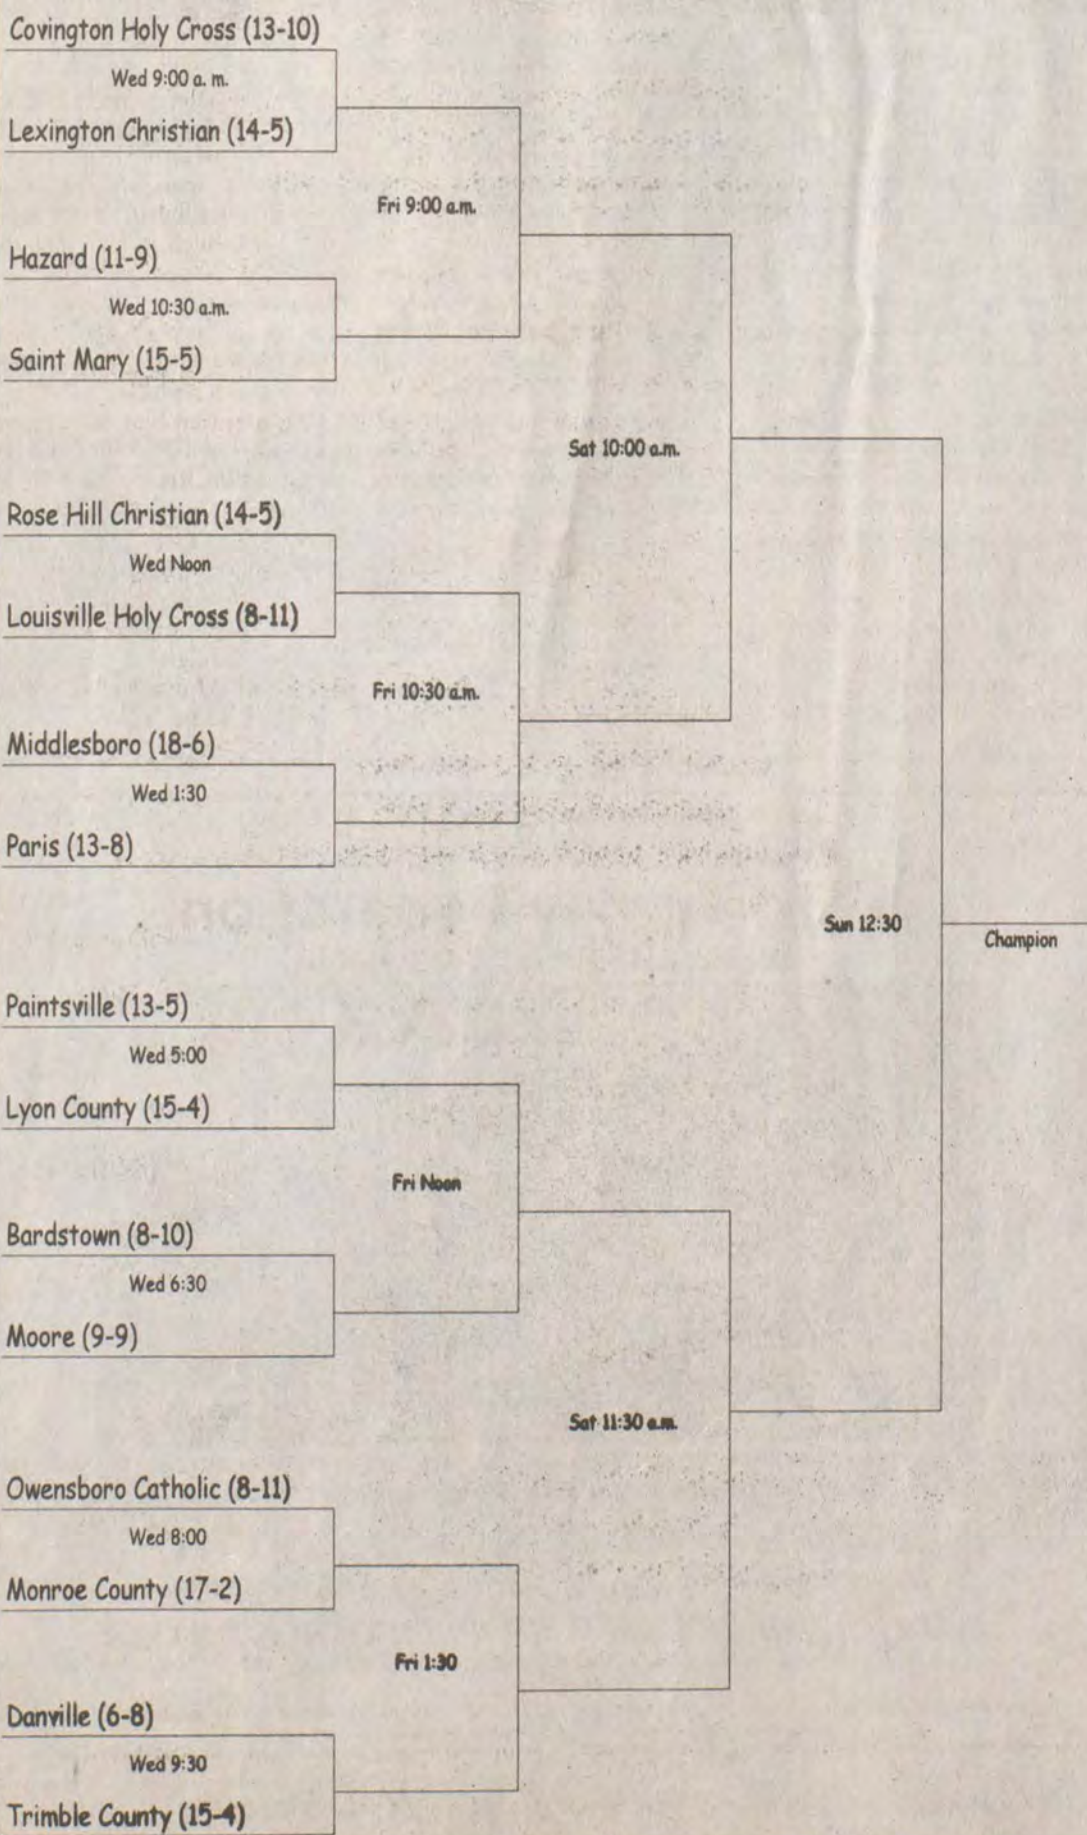 Covington Holy Cross (13-10)
Wed 9:00 a. m.
Lexington Christian (14-5)
Fri 9:00 a.m.
Hazard (11-9)
Wed 10:30 a.m.
Saint Mary (15-5)
Sat 10:00 a.m.
Rose Hill Christian (14-5)
Wed Noon
Louisville Holy Cross (8-11)
Fri 10:30 a.m.
Middlesboro (18-6)
Wed 1:30
Paris (13-8)
Sun 12:30
Champion
Paintsville (13-5)
Wed 5:00
Lyon County (15-4)
Fri Noon
Bardstown (8-10)
Wed 6:30
Moore (9-9)
Sat 11:30 a.m.
Owensboro Catholic (8-11)
Wed 8:00
Monroe County (17-2)
Fri 1:30
Danville (6-8)
Wed 9:30
Trimble County (15-4)